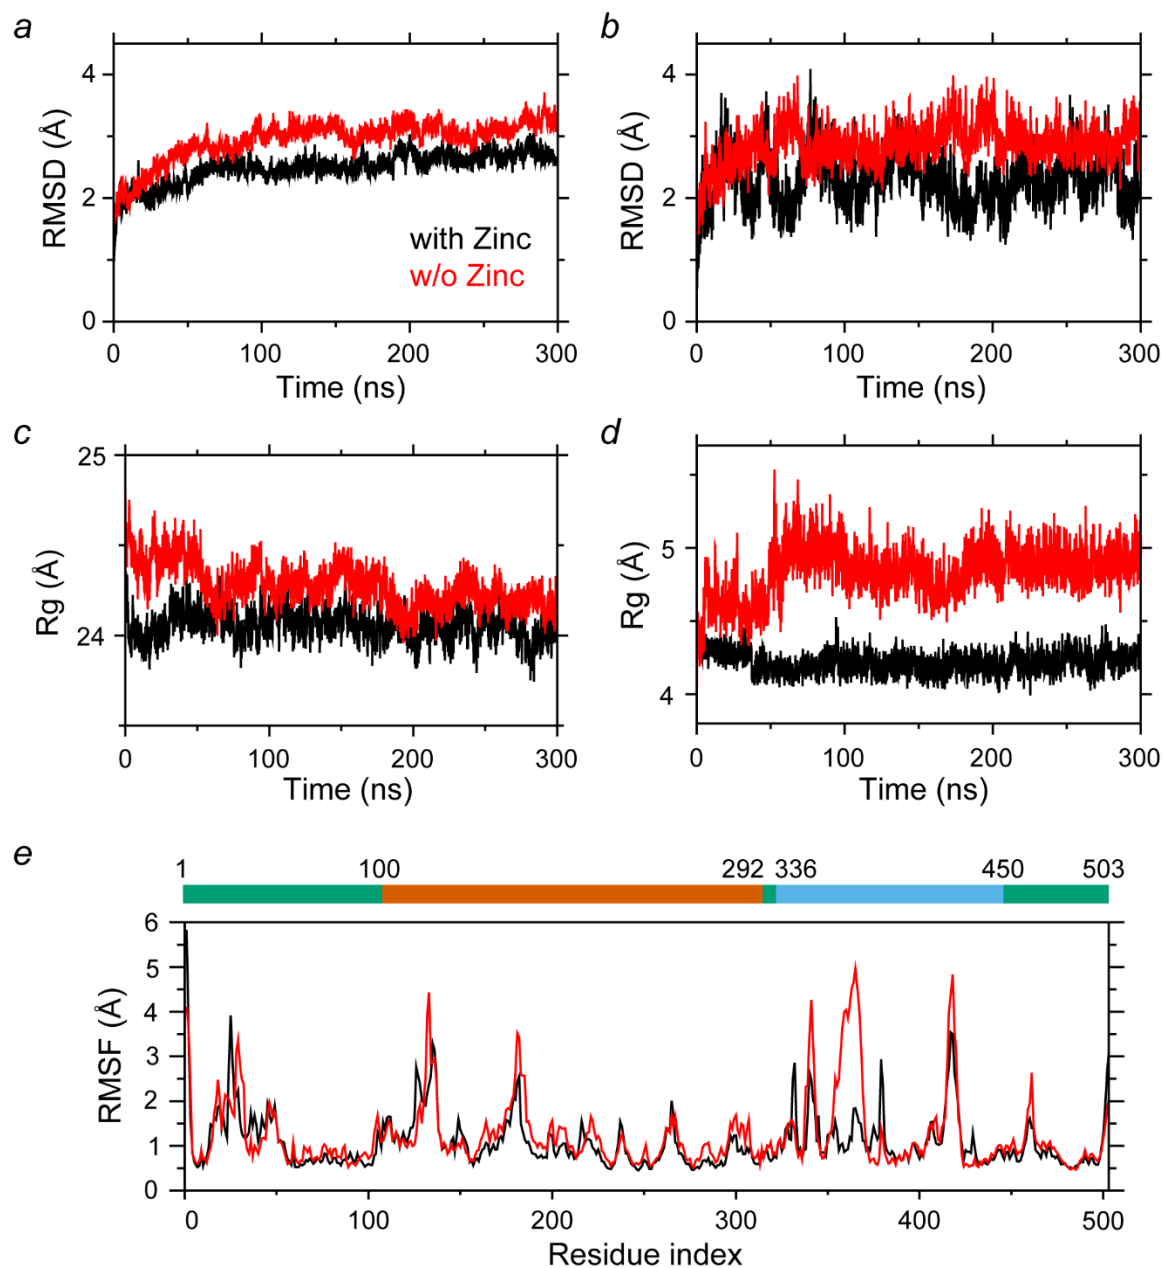 a
b
4
2
0
RMSD (Å)
with Zinc
w/o Zinc
0 100 200 300
Time (ns)
4
2
0
RMSD (Å)
0 100 200 300
Time (ns)
c
d
25
24
Rg (Å)
0 100 200 300
Time (ns)
5
4
Rg (Å)
0 100 200 300
Time (ns)
e
1 100 292 336 450 503
6
5
4
3
2
1
0
RMSF (Å)
0 100 200 300 400 500
Residue index